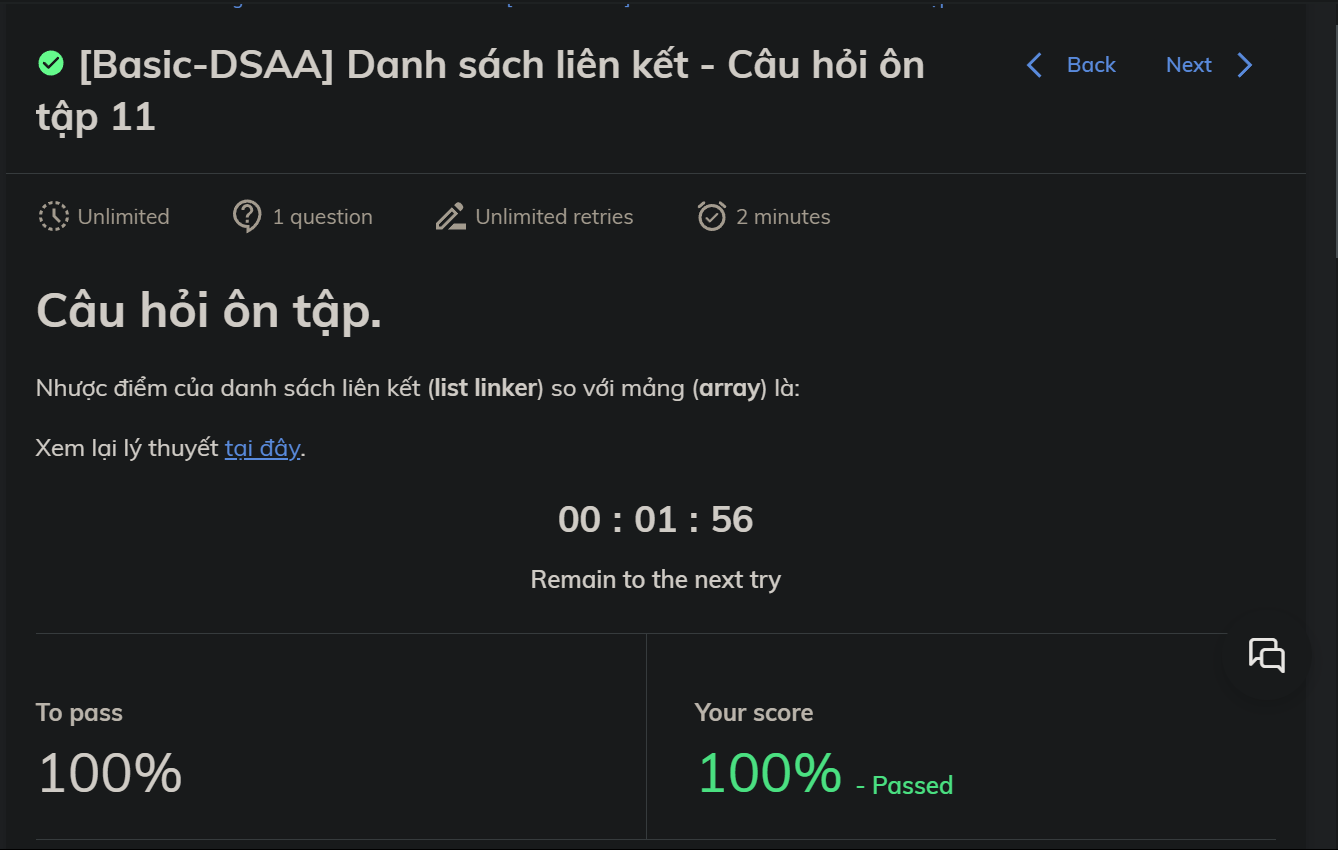 [Basic-DSAA] Danh sách liên kết - Câu hỏi ôn
tập 11
Back
Next
Unlimited
1 question
Unlimited retries
2 minutes
Câu hỏi ôn tập.
Nhược điểm của danh sách liên kết (list linker) so với mảng (array) là:
Xem lại lý thuyết tại đây.
00 : 01 : 56
Remain to the next try
To pass
Your score
100%
100% - Passed